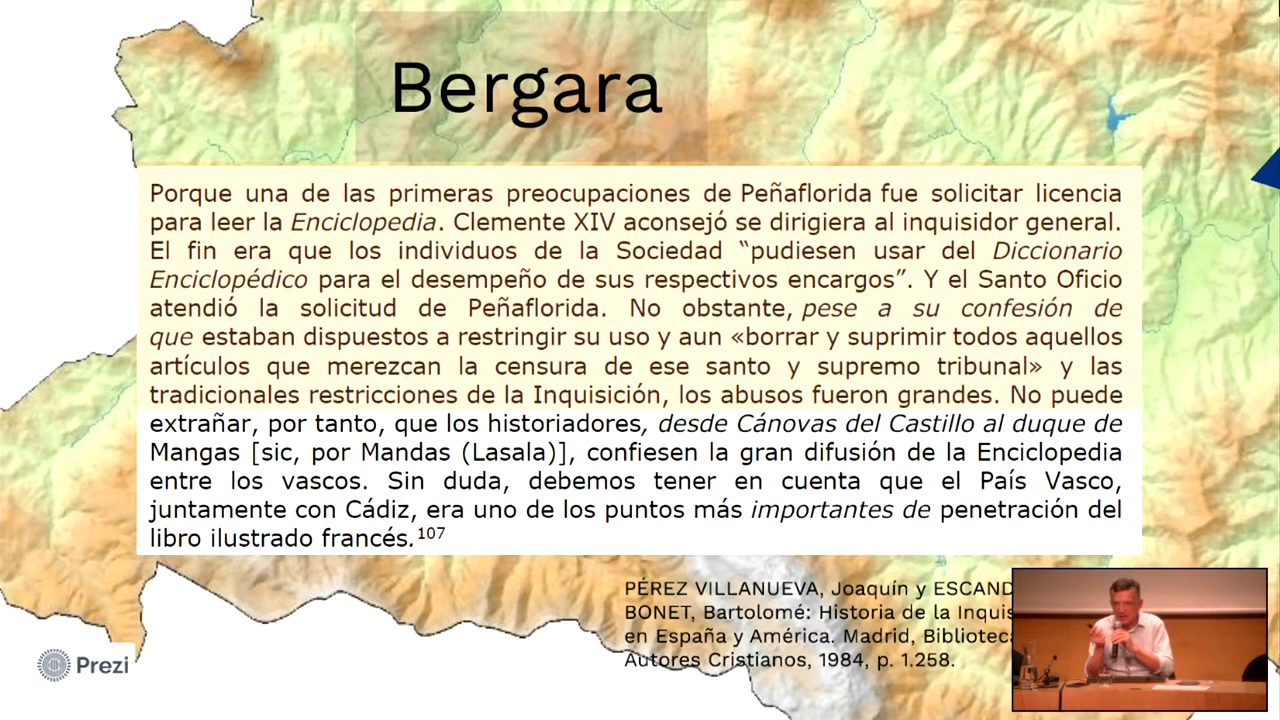 Bergara
Porque una de las primeras preocupaciones de Peñaflorida fue solicitar licencia
para leer la Enciclopedia. Clemente XIV aconsejó se dirigiera al inquisidor general.
El fin era que los individuos de la Sociedad “pudiesen usar del Diccionario
Enciclopédico para el desempeño de sus respectivos encargos”. Y el Santo Oficio
atendió la solicitud de Peñaflorida. No obstante, pese a su confesión de
que estaban dispuestos a restringir su uso y aun «borrar y suprimir todos aquellos
artículos que merezcan la censura de ese santo y supremo tribunal» y las
tradicionales restricciones de la Inquisición, los abusos fueron grandes. No puede
extrañar, por tanto, que los historiadores, desde Cánovas del Castillo al duque de
Mangas [sic, por Mandas (Lasala)], confiesen la gran difusión de la Enciclopedia
entre los vascos. Sin duda, debemos tener en cuenta que el País Vasco,
juntamente con Cádiz, era uno de los puntos más importantes de penetración del
libro ilustrado francés.107
PÉREZ VILLANUEVA, Joaquín y ESCAND
BONET, Bartolomé: Historia de la Inquis
en España y América. Madrid, Biblioteca
Autores Cristianos, 1984, p. 1.258.
Prezi